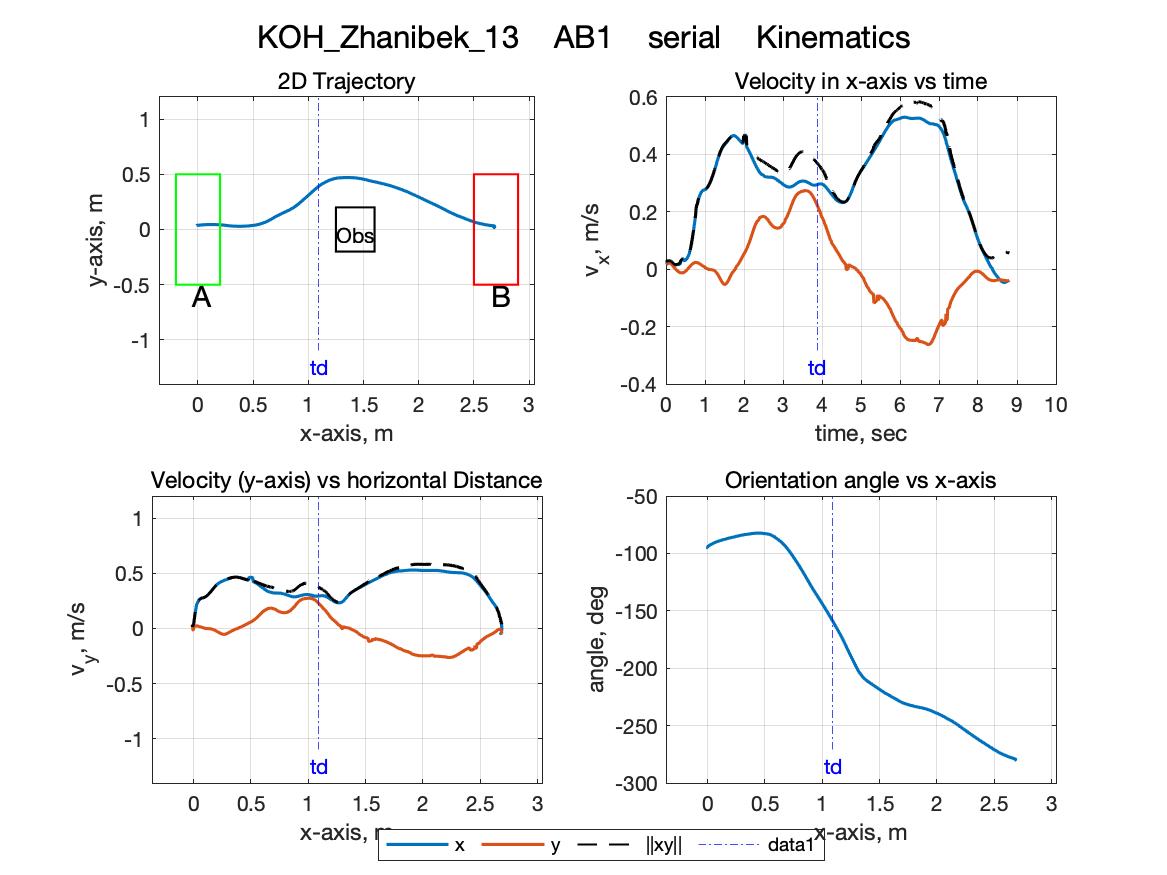 KOH_Zhanibek_13 AB1 serial Kinematics
2D Trajectory
1
0.5
0
-0.5
-1
y-axis, m
A
Obs
B
td
0 0.5 1 1.5 2 2.5 3
x-axis, m
Velocity in x-axis vs time
0.6
0.4
0.2
0
-0.2
-0.4
vx, m/s
td
0 1 2 3 4 5 6 7 8 9 10
time, sec
Velocity (y-axis) vs horizontal Distance
1
0.5
0
-0.5
-1
vy, m/s
td
0 0.5 1 1.5 2 2.5 3
x-axis, m
Orientation angle vs x-axis
-50
-100
-150
-200
-250
-300
angle, deg
td
0 0.5 1 1.5 2 2.5 3
x-axis, m
x y ||xy|| data1